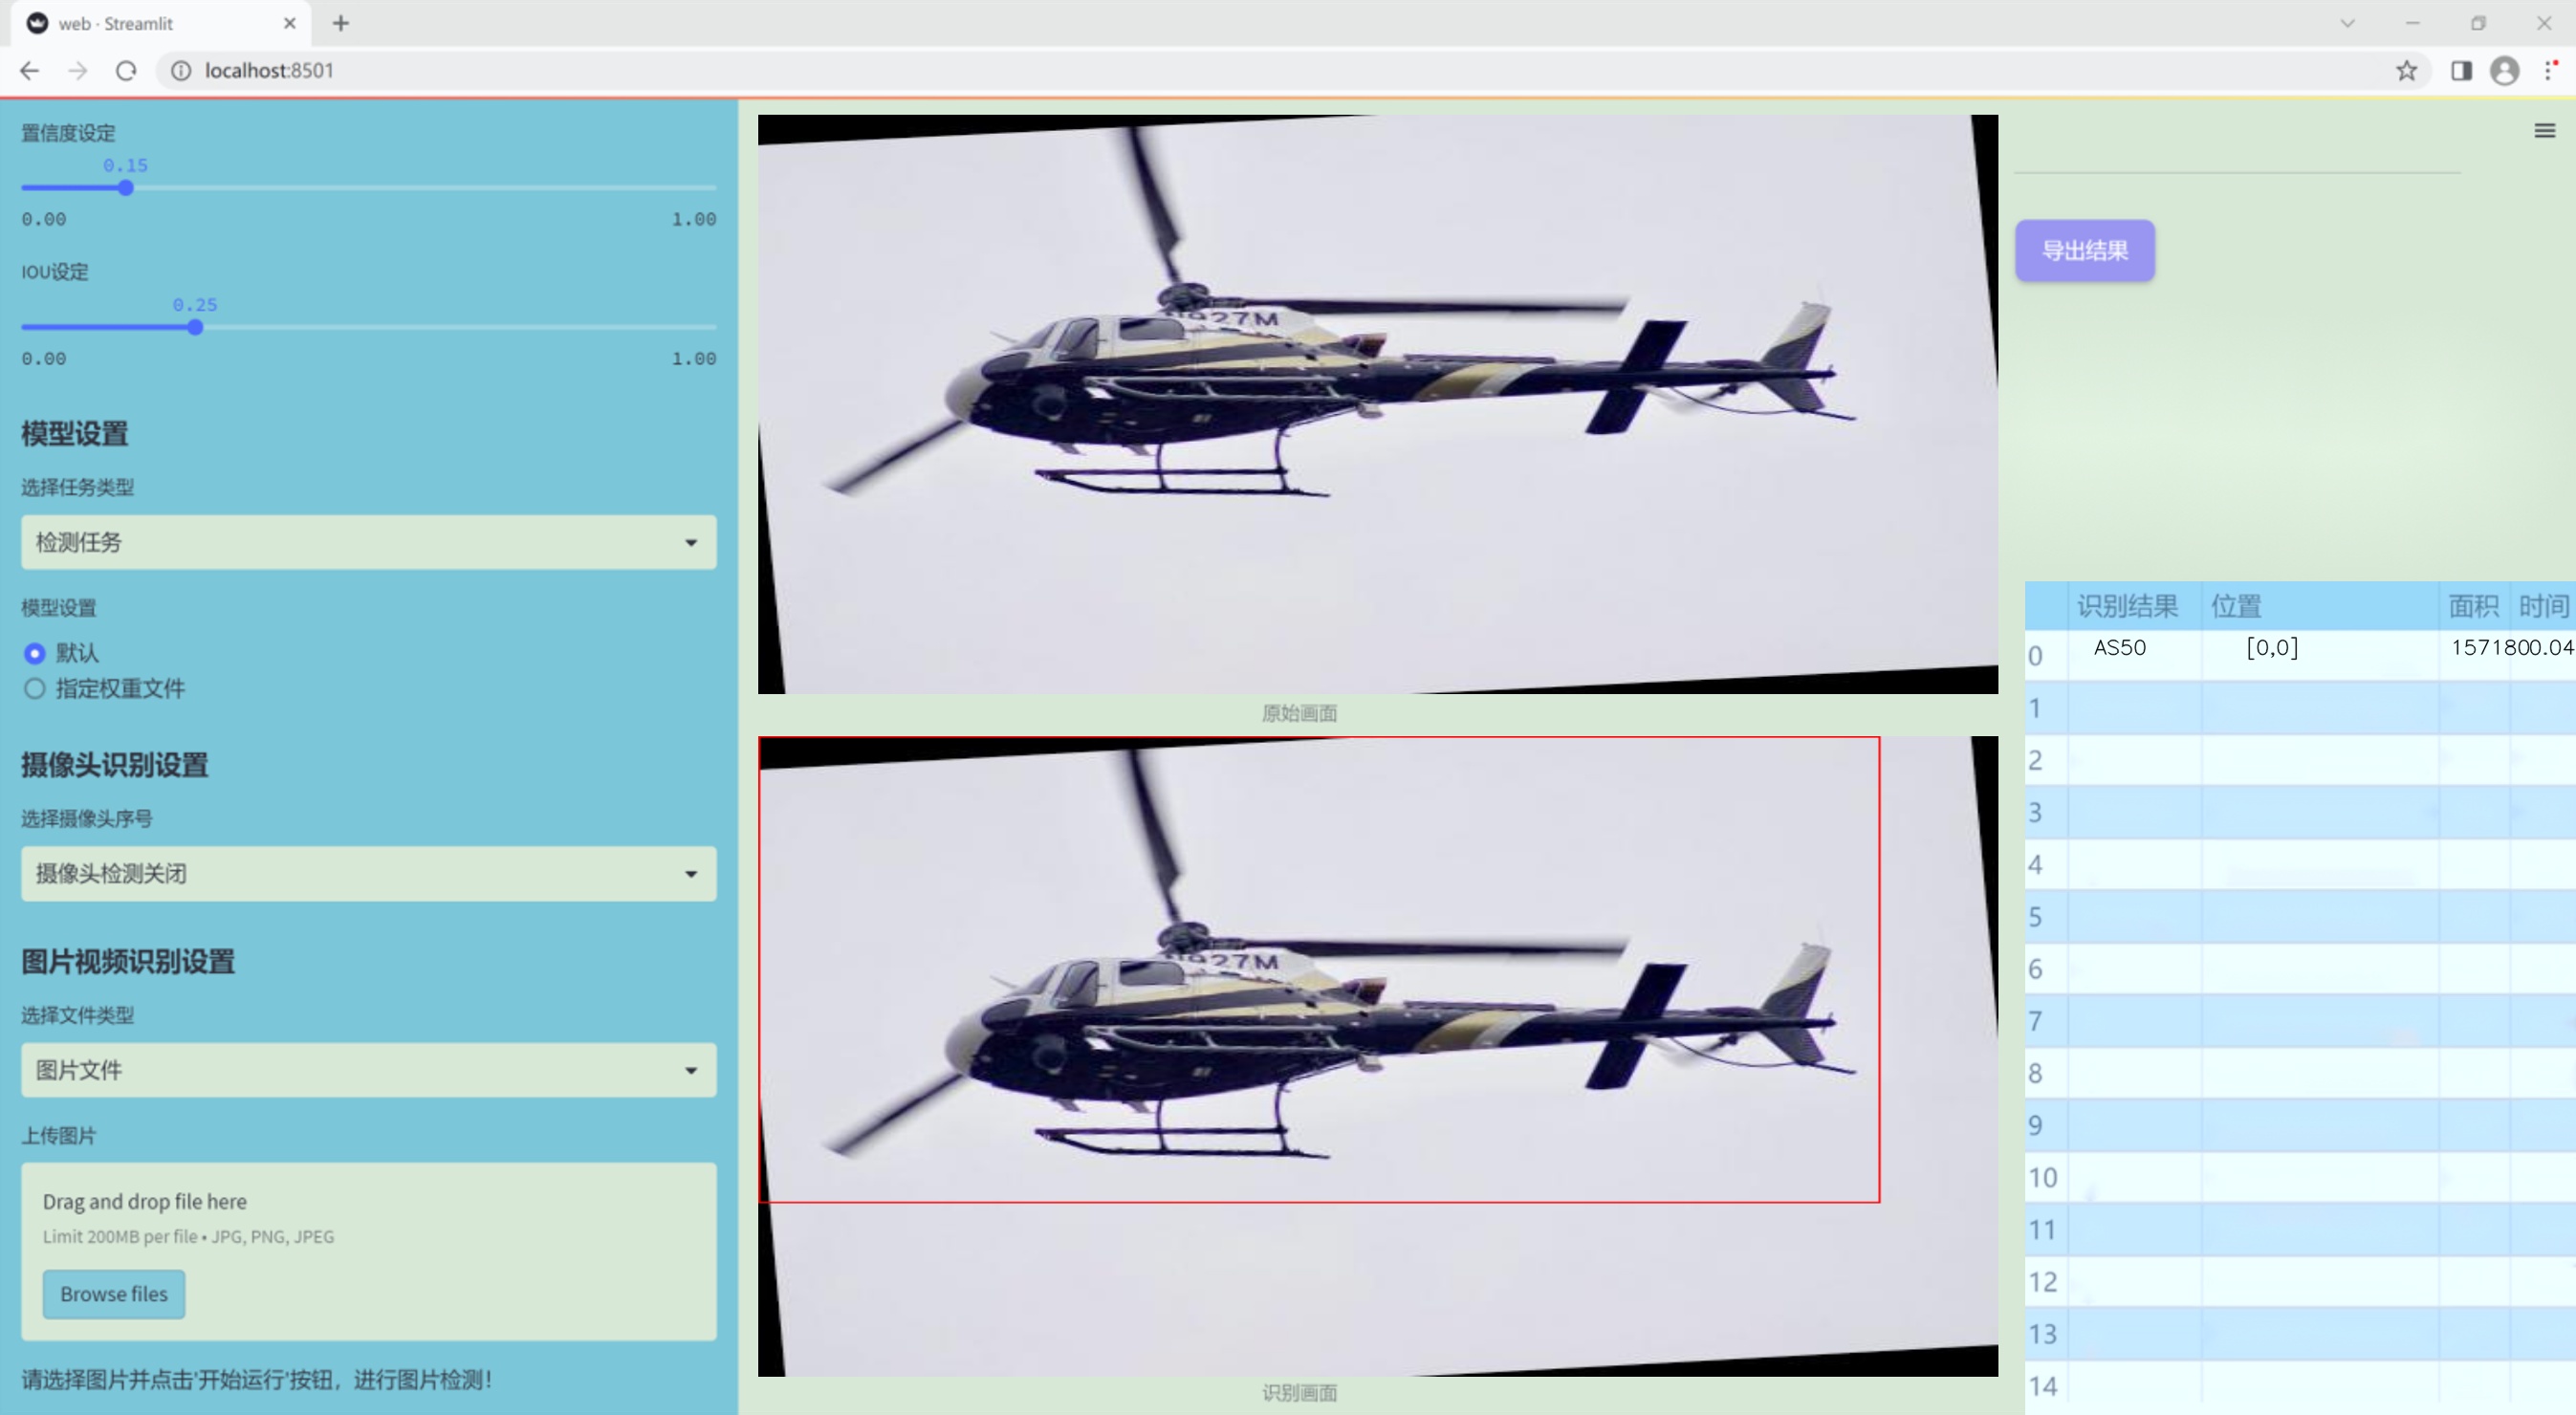 web · Streamlit
localhost:8501
置信度设定
0.15
0.00 1.00
IOU设定
0.25
0.00 1.00
模型设置
选择任务类型
检测任务
模型设置
默认
指定权重文件
摄像头识别设置
选择摄像头序号
摄像头检测关闭
图片视频识别设置
选择文件类型
图片文件
上传图片
Drag and drop file here
Limit 200MB per file • JPG, PNG, JPEG
Browse files
请选择图片并点击'开始运行'按钮，进行图片检测！
原始画面
识别画面
导出结果
识别结果 位置 面积 时间
0 AS50 [0,0] 1571800.04
1
2
3
4
5
6
7
8
9
10
11
12
13
14